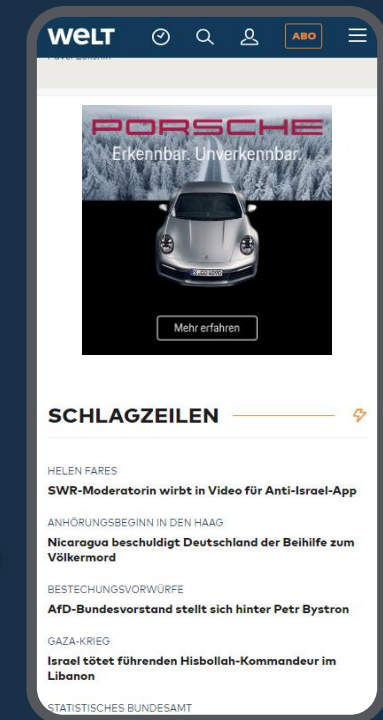 WELT
ABO
PORSCHE
Erkennbar. Unverkennbar.
Mehr erfahren
SCHLAGZEILEN
HELEN FARES
SWR-Moderatorin wirbt in Video für Anti-Israel-App
ANHÖRUNGSBEGINN IN DEN HAAG
Nicaragua beschuldigt Deutschland der Beihilfe zum
Völkermord
BESTECHUNGSVORWÜRFE
AfD-Bundesvorstand stellt sich hinter Petr Bystron
GAZA-KRIEG
Israel tötet führenden Hisbollah-Kommandeur im
Libanon
STATISTISCHES BUNDESAMT